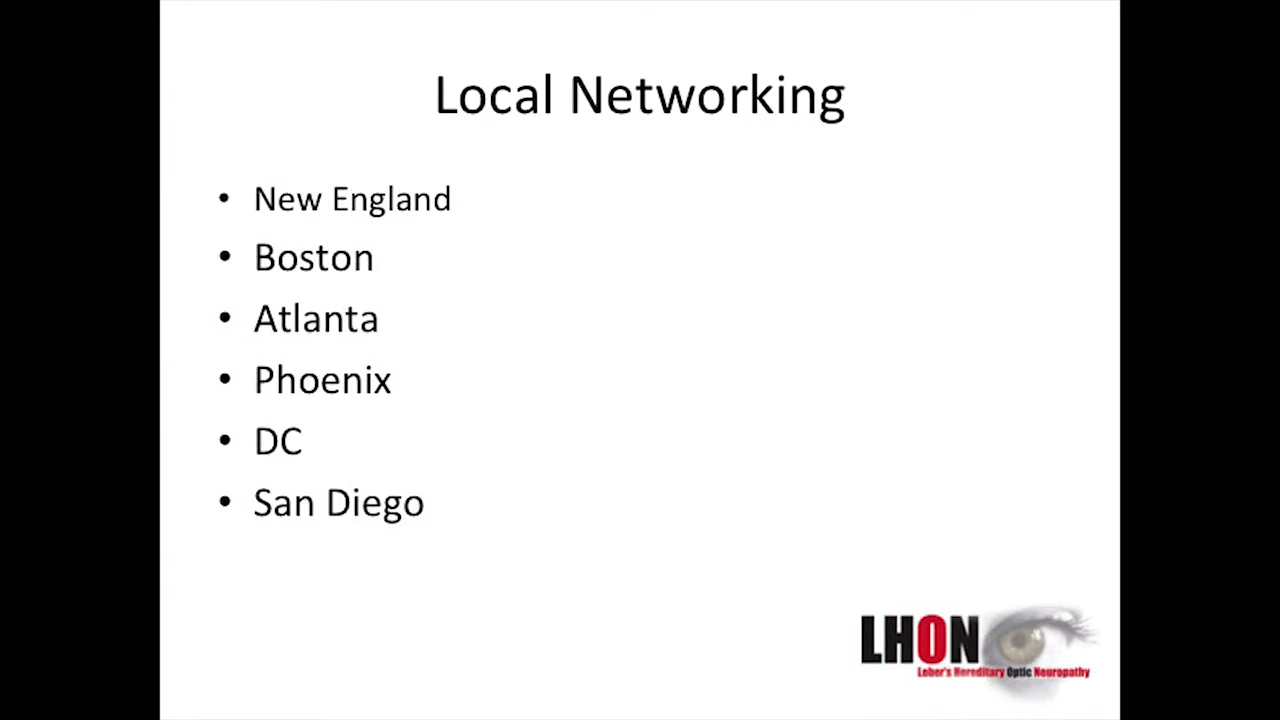 Local Networking
• New England
• Boston
• Atlanta
• Phoenix
• DC
• San Diego
LHON
Leber's Hereditary Optic Neuropathy